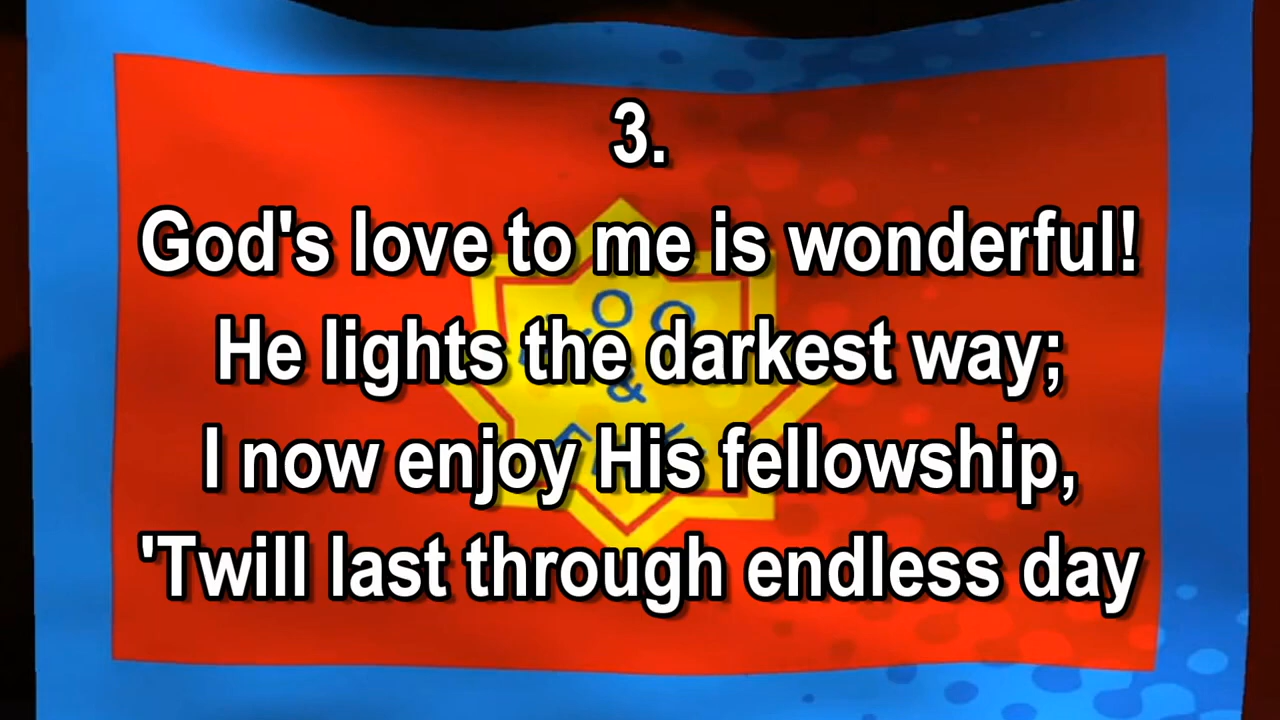 3.
God's love to me is wonderful!
He lights the darkest way;
I now enjoy His fellowship,
'Twill last through endless day
&